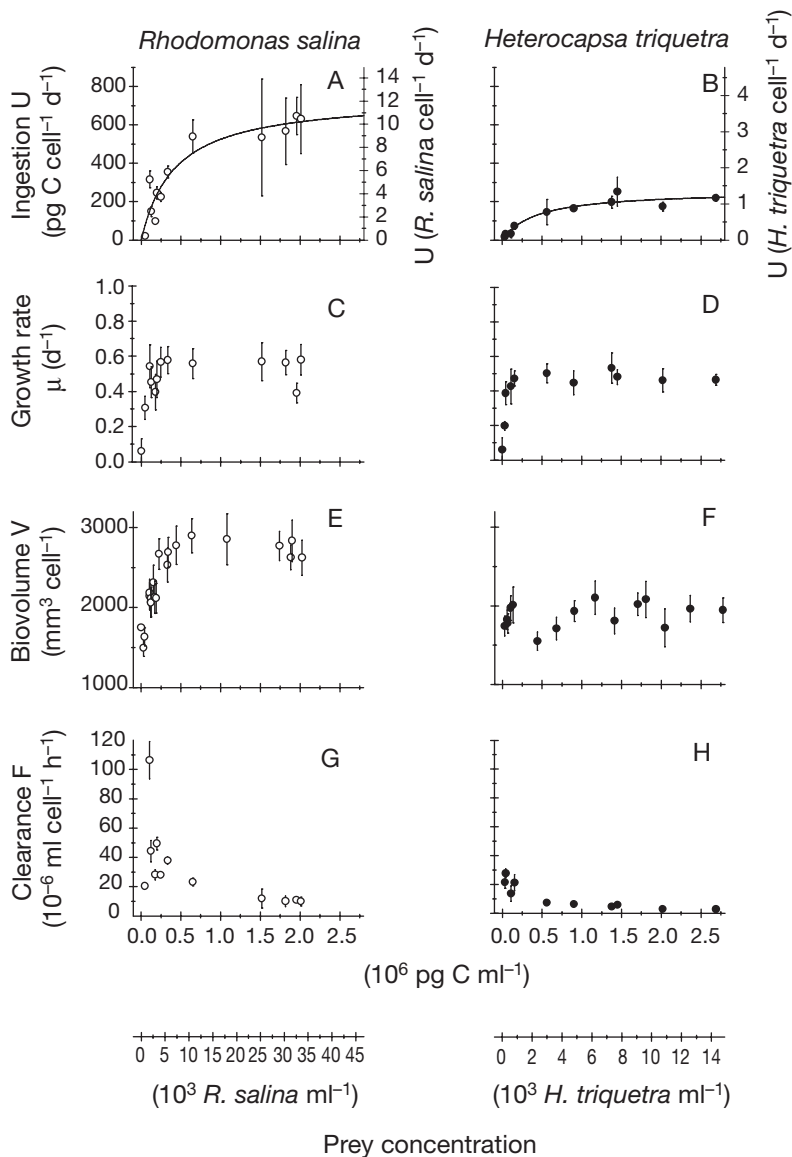 Rhodomonas salina
Heterocapsa triquetra
A
B
Ingestion U
(pg C cell⁻¹ d⁻¹)
800
600
400
200
0
14
12
10
8
6
4
2
0
U (R. salina cell⁻¹ d⁻¹)
4
3
2
1
0
U (H. triquetra cell⁻¹ d⁻¹)
C
D
Growth rate
μ (d⁻¹)
1.0
0.8
0.6
0.4
0.2
0.0
E
F
Biovolume V
(mm³ cell⁻¹)
3000
2000
1000
G
H
Clearance F
(10⁻⁶ ml cell⁻¹ h⁻¹)
120
100
80
60
40
20
0
0.0 0.5 1.0 1.5 2.0 2.5
0.0 0.5 1.0 1.5 2.0 2.5
(10⁶ pg C ml⁻¹)
0 5 10 15 20 25 30 35 40 45
0 2 4 6 8 10 12 14
(10³ R. salina ml⁻¹)
(10³ H. triquetra ml⁻¹)
Prey concentration